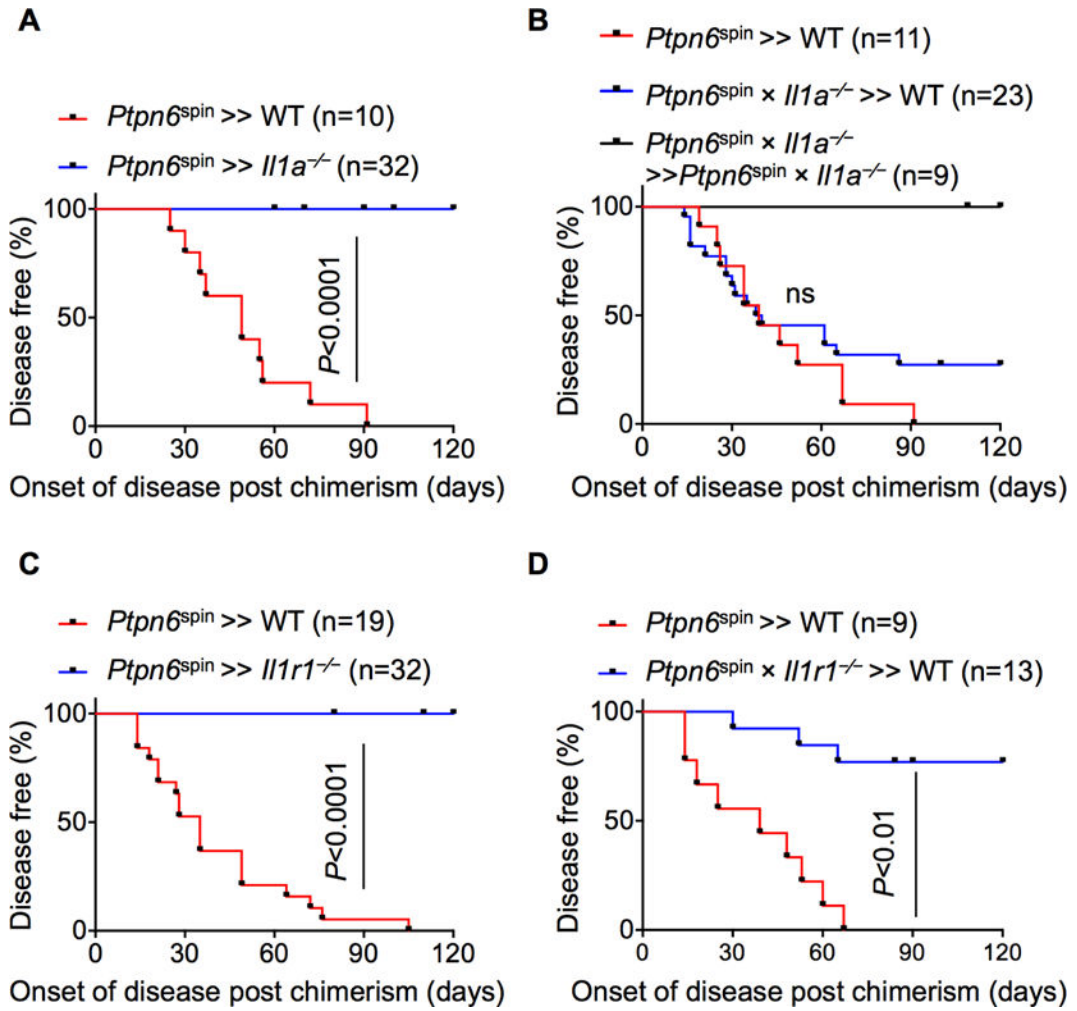 A
Ptpn6spin >> WT (n=10)
Ptpn6spin >> Il1a−/− (n=32)
100
50
0
Disease free (%)
P<0.0001
0 30 60 90 120
Onset of disease post chimerism (days)
B
Ptpn6spin >> WT (n=11)
Ptpn6spin × Il1a−/− >> WT (n=23)
Ptpn6spin × Il1a−/−
>>Ptpn6spin × Il1a−/− (n=9)
100
50
0
Disease free (%)
ns
0 30 60 90 120
Onset of disease post chimerism (days)
C
Ptpn6spin >> WT (n=19)
Ptpn6spin >> Il1r1−/− (n=32)
100
50
0
Disease free (%)
P<0.0001
0 30 60 90 120
Onset of disease post chimerism (days)
D
Ptpn6spin >> WT (n=9)
Ptpn6spin × Il1r1−/− >> WT (n=13)
100
50
0
Disease free (%)
P<0.01
0 30 60 90 120
Onset of disease post chimerism (days)